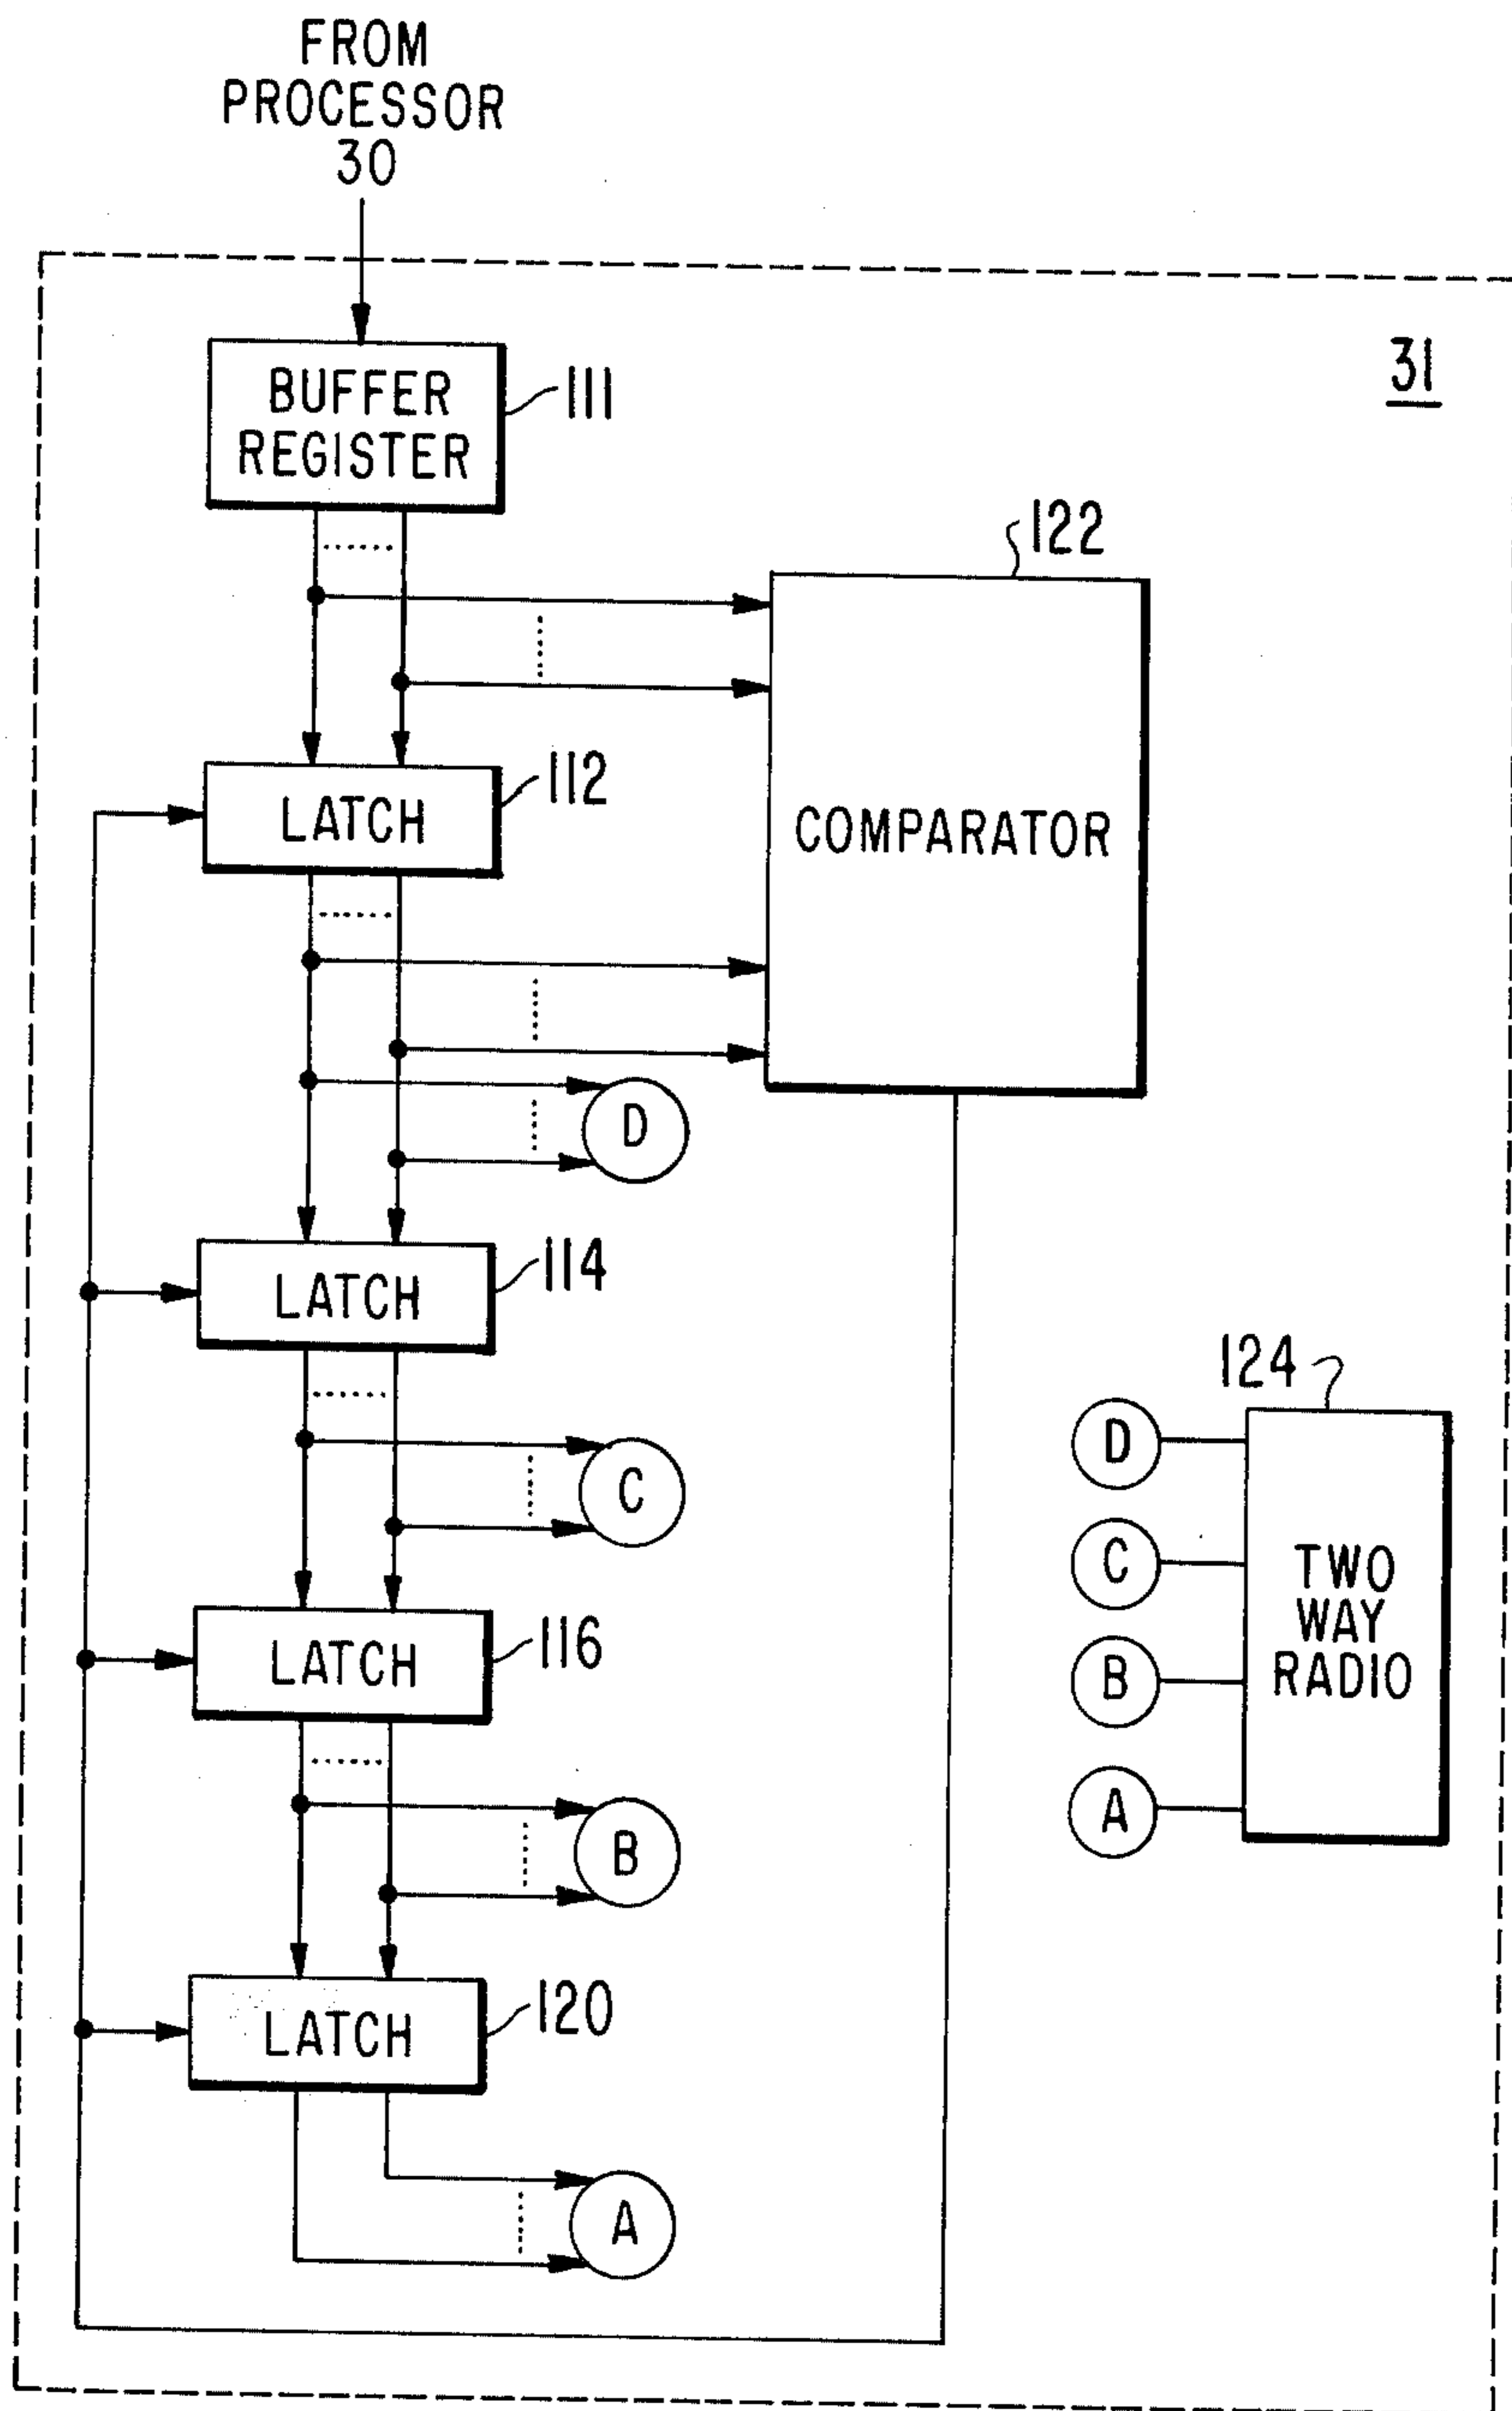 FROM
PROCESSOR
30
31
BUFFER
REGISTER
111
122
COMPARATOR
112
LATCH
D
114
LATCH
124
D
C
C
TWO
WAY
RADIO
116
LATCH
B
B
A
120
LATCH
A